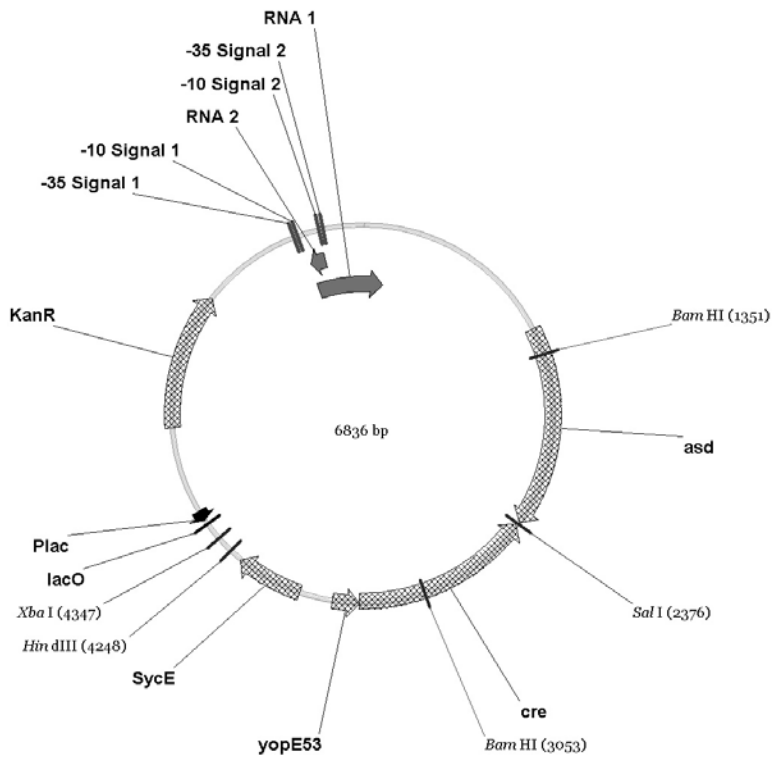 RNA 1
-35 Signal 2
-10 Signal 2
RNA 2
-10 Signal 1
-35 Signal 1
KanR
Bam HI (1351)
6836 bp
asd
Plac
lacO
Xba I (4347)
Hin dIII (4248)
Sal I (2376)
SycE
cre
yopE53
Bam HI (3053)